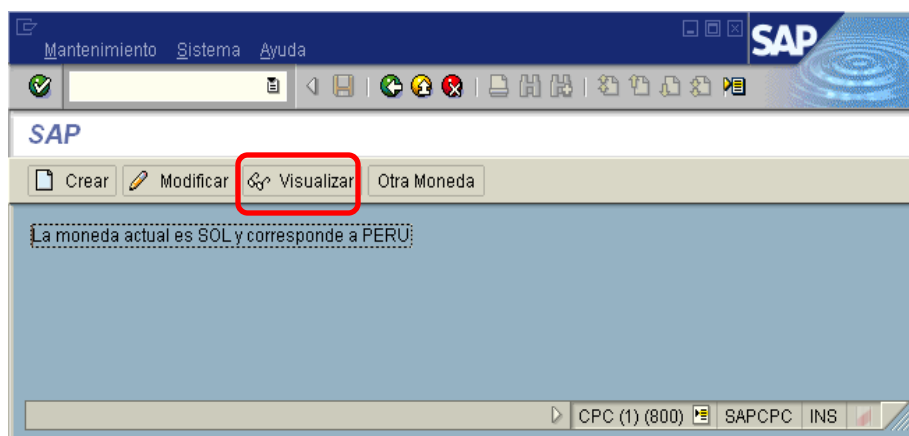 Mantenimiento Sistema Ayuda
SAP
SAP
Crear Modificar Visualizar Otra Moneda
La moneda actual es SOL y corresponde a PERU
CPC (1) (800) SAPCPC INS